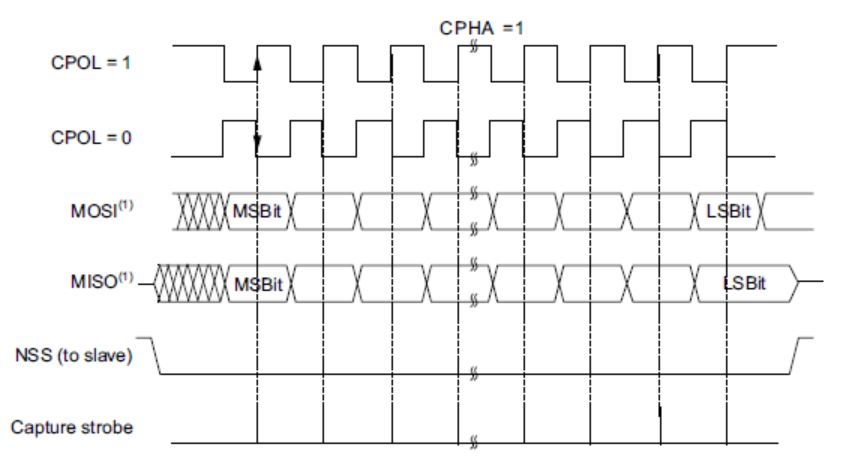 CPHA =1
CPOL = 1
CPOL = 0
MOSI(1) MSBit LSBit
MISO(1) MSBit LSBit
NSS (to slave)
Capture strobe